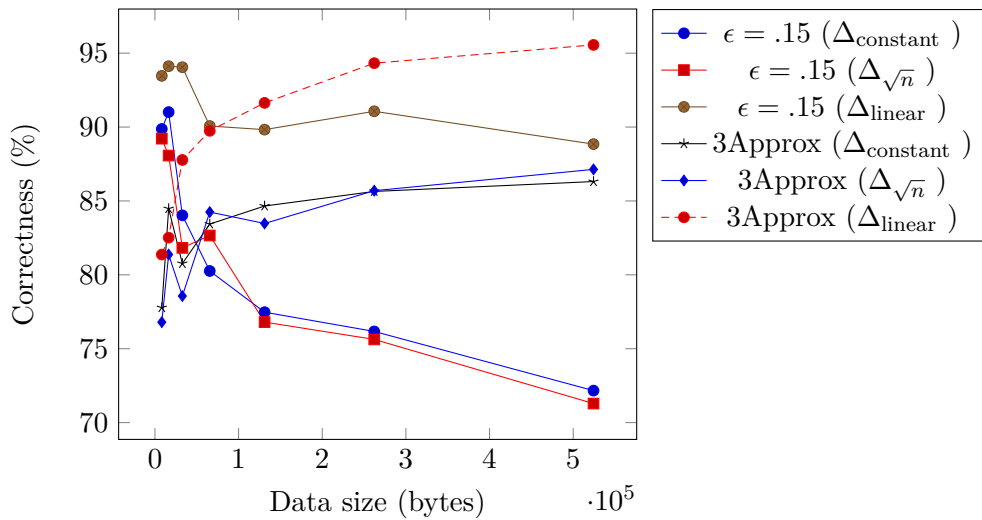 95
90
85
80
75
70
Correctness (%)
0
1
2
3
4
5
·10^5
Data size (bytes)
ϵ = .15 (Δ_constant )
ϵ = .15 (Δ_√n )
ϵ = .15 (Δ_linear )
3Approx (Δ_constant )
3Approx (Δ_√n )
3Approx (Δ_linear )